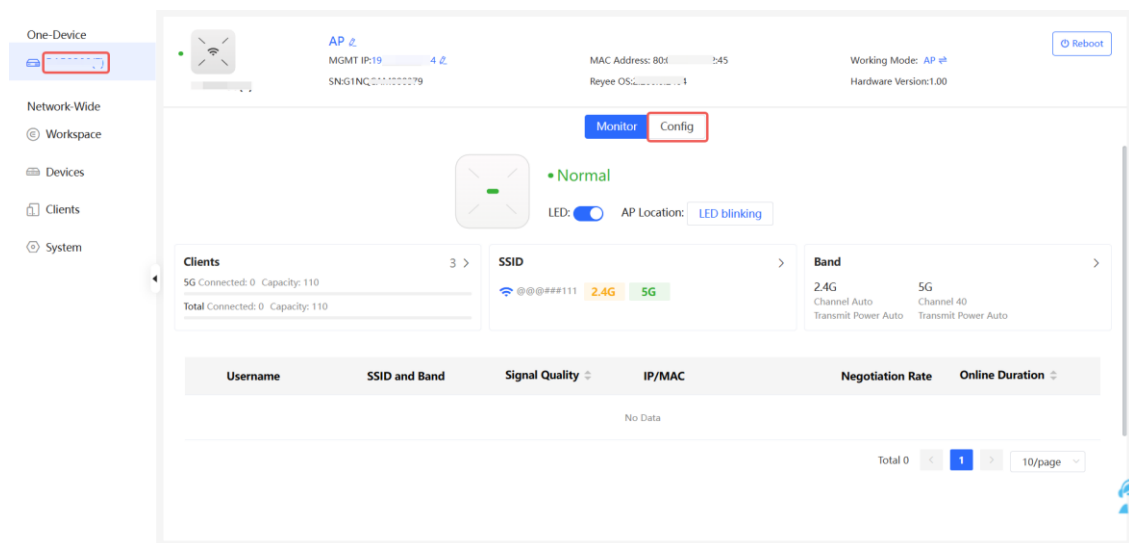 One-Device
AP
Reboot
MGMT IP:19 4
MAC Address: 80: :45
Working Mode: AP
SN:G1NQ 79
Reyee OS: 4
Hardware Version:1.00
Network-Wide
Workspace
Devices
Clients
System
Monitor
Config
Normal
LED:
AP Location:
LED blinking
Clients
3
5G Connected: 0 Capacity: 110
Total Connected: 0 Capacity: 110
SSID
@@@###111 2.4G 5G
Band
2.4G 5G
Channel Auto Channel 40
Transmit Power Auto Transmit Power Auto
Username SSID and Band Signal Quality IP/MAC Negotiation Rate Online Duration
No Data
Total 0 < 1 > 10/page